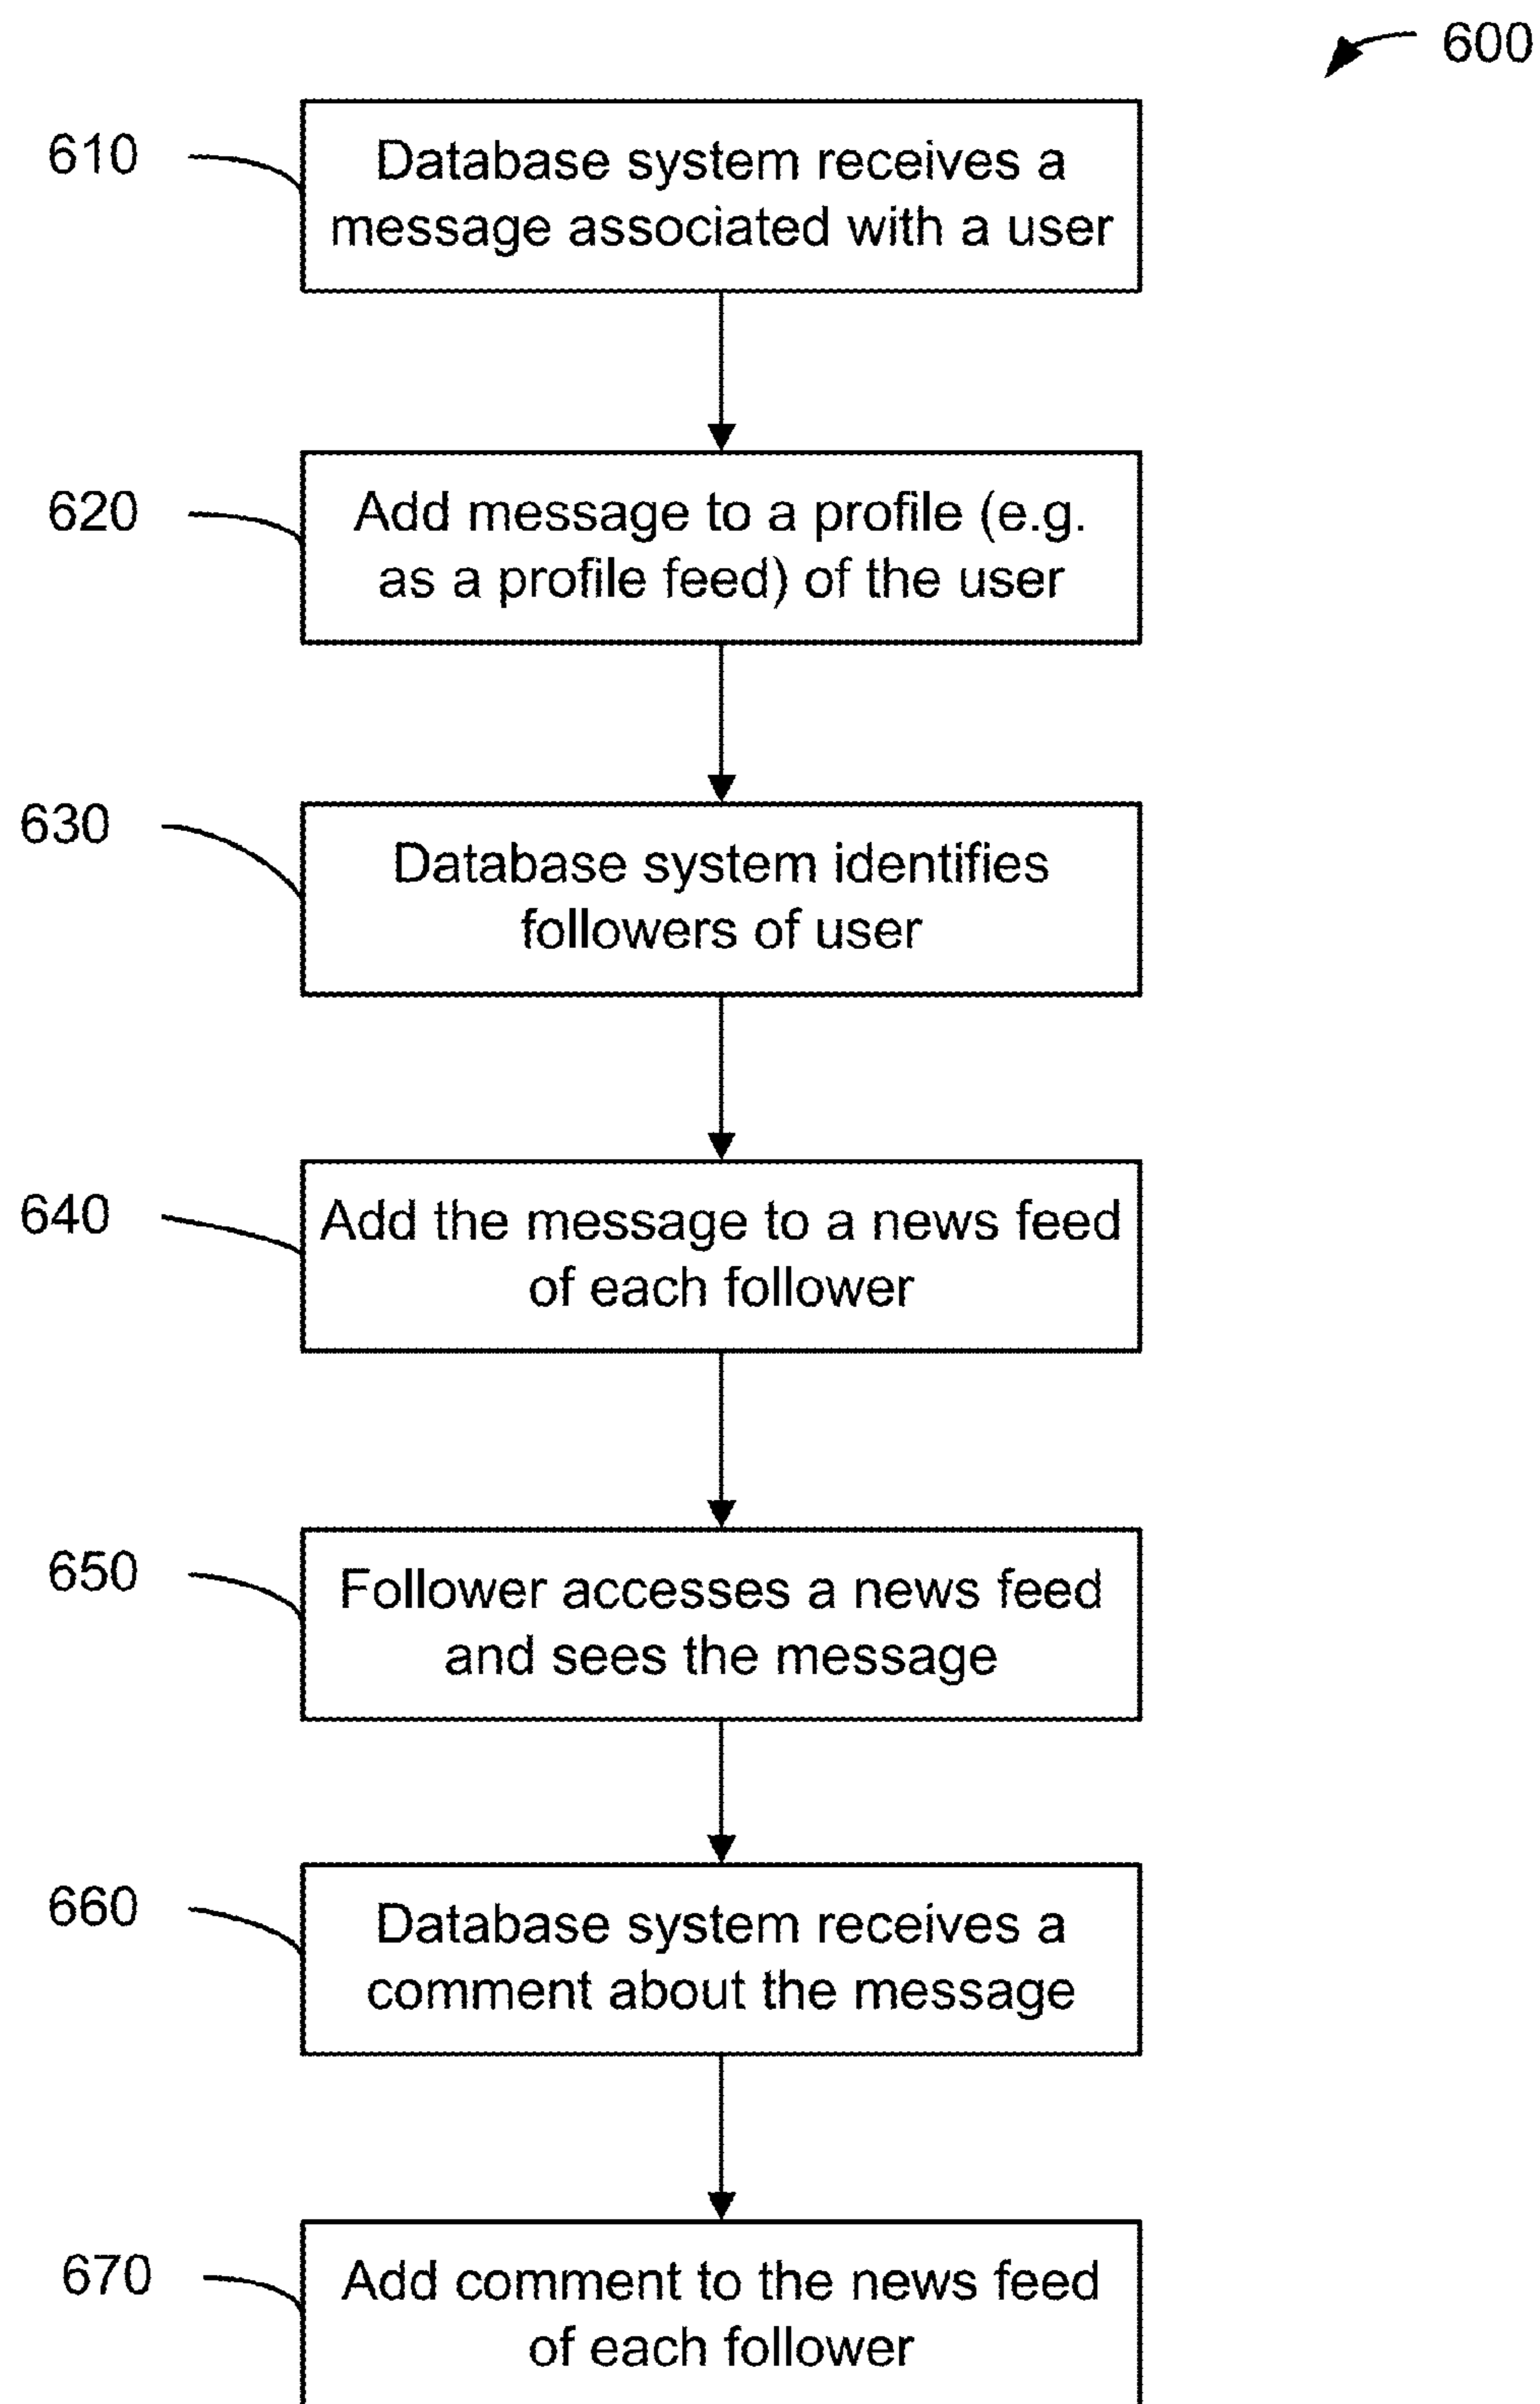 600
610
Database system receives a
message associated with a user
620
Add message to a profile (e.g.
as a profile feed) of the user
630
Database system identifies
followers of user
640
Add the message to a news feed
of each follower
650
Follower accesses a news feed
and sees the message
660
Database system receives a
comment about the message
670
Add comment to the news feed
of each follower